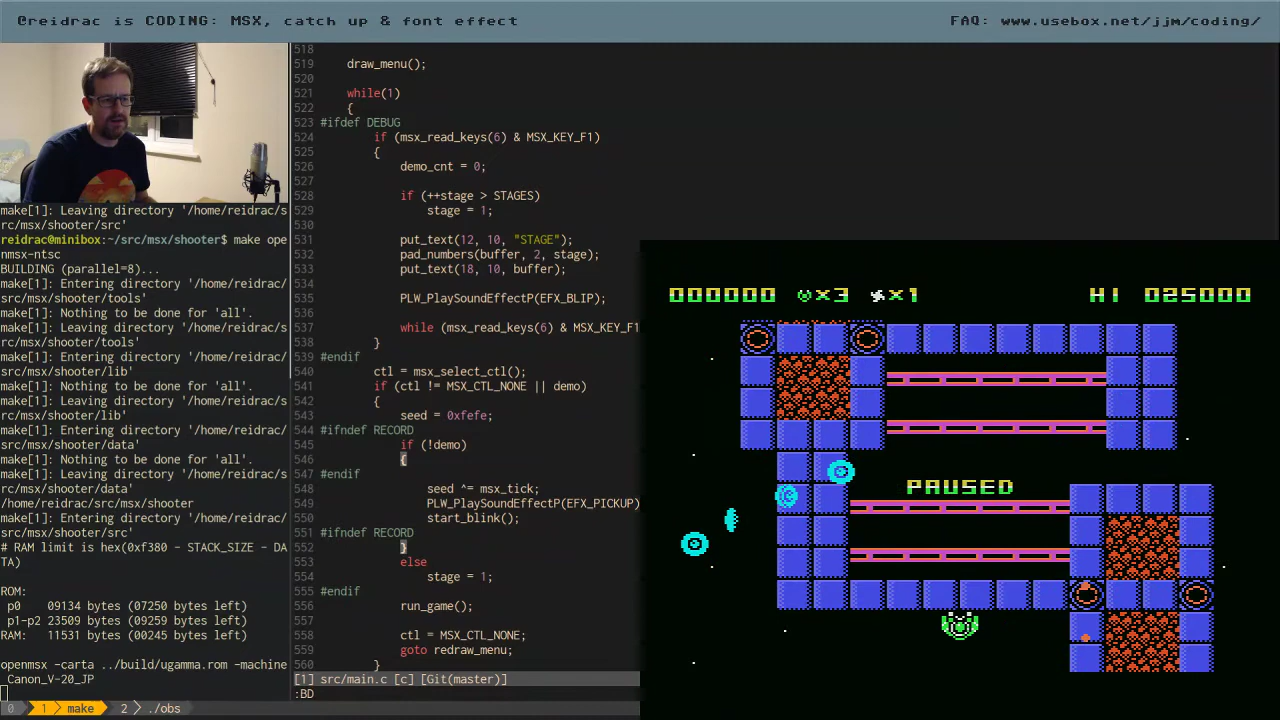 @reidrac is CODING: MSX, catch up & font effect
FAQ: www.usebox.net/jjm/coding/
make[1]: Leaving directory '/home/reidrac/s
rc/msx/shooter/src'
reidrac@minibox:~/src/msx/shooter$ make ope
nmsx-ntsc
BUILDING (parallel=8)...
make[1]: Entering directory '/home/reidrac/
src/msx/shooter/tools'
make[1]: Nothing to be done for 'all'.
make[1]: Leaving directory '/home/reidrac/s
rc/msx/shooter/tools'
make[1]: Entering directory '/home/reidrac/
src/msx/shooter/lib'
make[1]: Nothing to be done for 'all'.
make[1]: Leaving directory '/home/reidrac/s
rc/msx/shooter/lib'
make[1]: Entering directory '/home/reidrac/
src/msx/shooter/data'
make[1]: Nothing to be done for 'all'.
make[1]: Leaving directory '/home/reidrac/s
rc/msx/shooter/data'
/home/reidrac/src/msx/shooter
make[1]: Entering directory '/home/reidrac/
src/msx/shooter/src'
# RAM limit is hex(0xf380 - STACK_SIZE - DA
TA)
ROM:
p0 09134 bytes (07250 bytes left)
p1-p2 23509 bytes (09259 bytes left)
RAM: 11531 bytes (00245 bytes left)
openmsx -carta ../build/ugamma.rom -machine
Canon_V-20_JP
0 1 make 2 ./obs
518
519 draw_menu();
520
521 while(1)
522 {
523 #ifdef DEBUG
524 if (msx_read_keys(6) & MSX_KEY_F1)
525 {
526 demo_cnt = 0;
527
528 if (++stage > STAGES)
529 stage = 1;
530
531 put_text(12, 10, "STAGE");
532 pad_numbers(buffer, 2, stage);
533 put_text(18, 10, buffer);
534
535 PLW_PlaySoundEffectP(EFX_BLIP);
536
537 while (msx_read_keys(6) & MSX_KEY_F1
538 }
539 #endif
540 ctl = msx_select_ctl();
541 if (ctl != MSX_CTL_NONE || demo)
542 {
543 seed = 0xfefe;
544 #ifndef RECORD
545 if (!demo)
546 {
547 #endif
548 seed ^= msx_tick;
549 PLW_PlaySoundEffectP(EFX_PICKUP)
550 start_blink();
551 #ifndef RECORD
552 }
553 else
554 stage = 1;
555 #endif
556 run_game();
557
558 ctl = MSX_CTL_NONE;
559 goto redraw_menu;
560 }
[1] src/main.c [c] [Git(master)]
:BD
000000 x3 x1 HI 025000
PAUSED